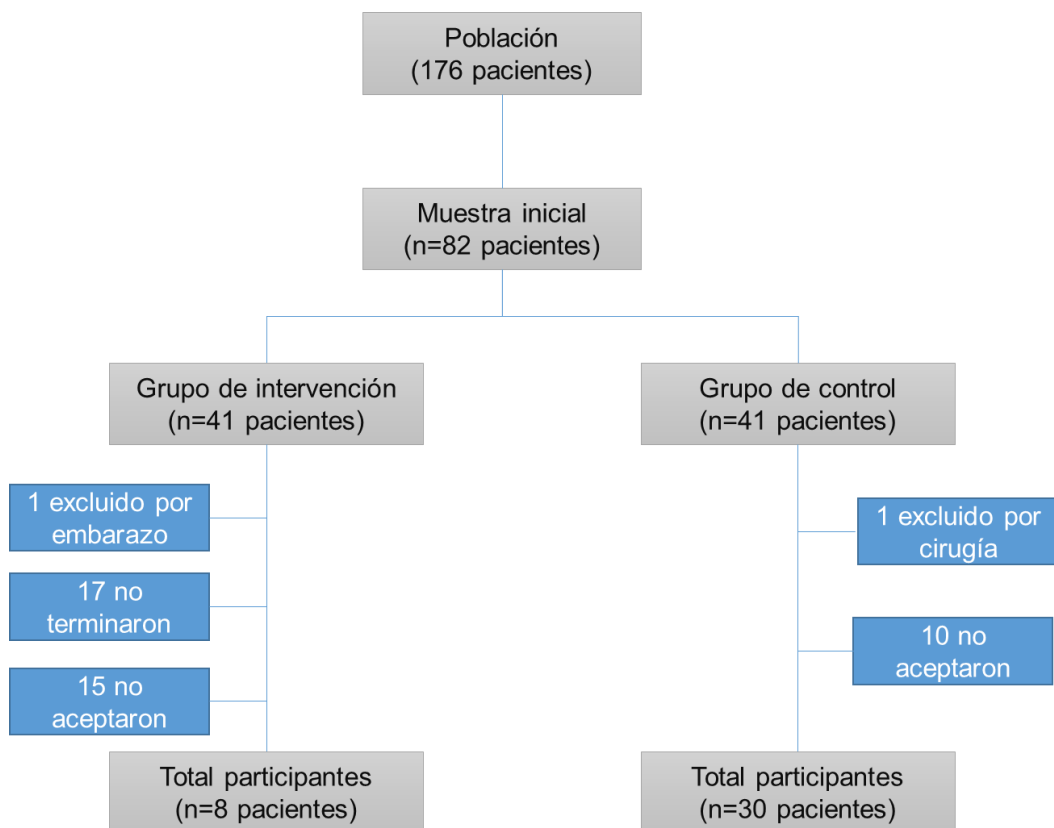 Población
(176 pacientes)
Muestra inicial
(n=82 pacientes)
Grupo de intervención
(n=41 pacientes)
Grupo de control
(n=41 pacientes)
1 excluido por
embarazo
17 no
terminaron
15 no
aceptaron
1 excluido por
cirugía
10 no
aceptaron
Total participantes
(n=8 pacientes)
Total participantes
(n=30 pacientes)